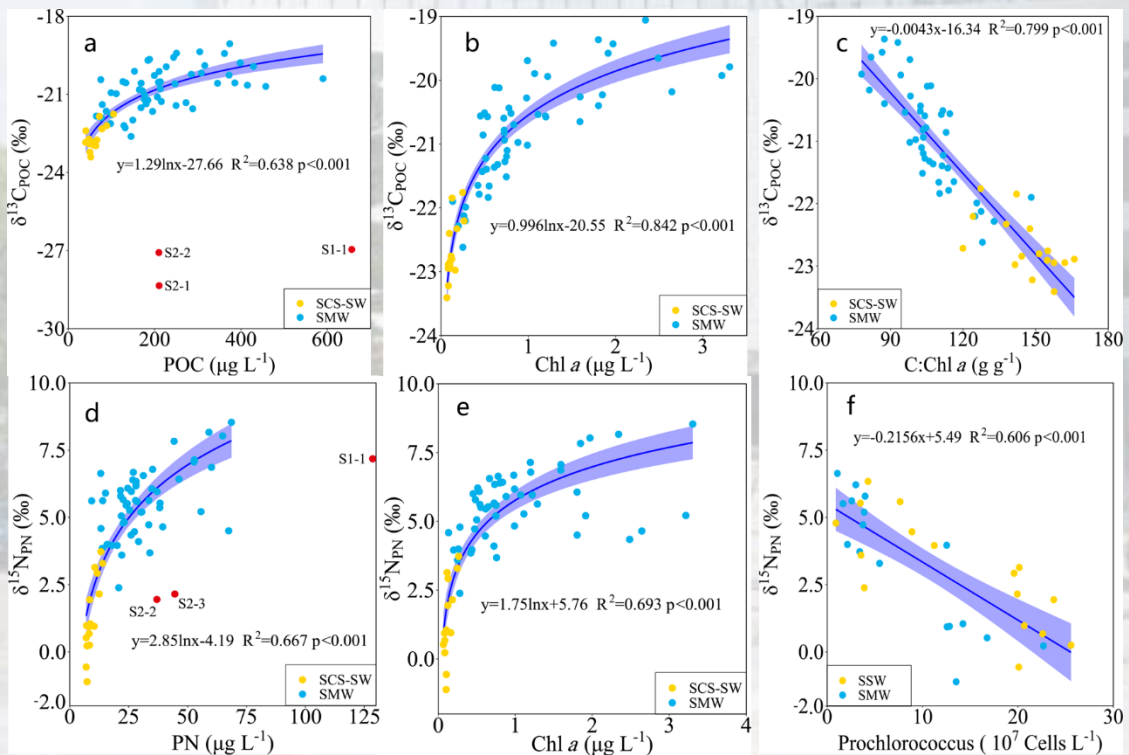 a
y=1.29lnx-27.66 R²=0.638 p<0.001
S2-2
S1-1
S2-1
SCS-SW
SMW
-18
-21
-24
-27
-30
0
200
400
600
δ¹³C_POC (‰)
POC (μg L⁻¹)
b
y=0.996lnx-20.55 R²=0.842 p<0.001
SCS-SW
SMW
-19
-20
-21
-22
-23
-24
0
1
2
3
δ¹³C_POC (‰)
Chl a (μg L⁻¹)
c
y=-0.0043x-16.34 R²=0.799 p<0.001
SCS-SW
SMW
-19
-20
-21
-22
-23
-24
60
90
120
150
180
δ¹³C_POC (‰)
C:Chl a (g g⁻¹)
d
S1-1
S2-2
S2-3
y=2.85lnx-4.19 R²=0.667 p<0.001
SCS-SW
SMW
10.0
7.5
5.0
2.5
0.0
-2.0
0
25
50
75
100
125
δ¹⁵N_PN (‰)
PN (μg L⁻¹)
e
y=1.75lnx+5.76 R²=0.693 p<0.001
SCS-SW
SMW
10.0
7.5
5.0
2.5
0.0
-2.0
0
1
2
3
4
δ¹⁵N_PN (‰)
Chl a (μg L⁻¹)
f
y=-0.2156x+5.49 R²=0.606 p<0.001
SSW
SMW
10.0
7.5
5.0
2.5
0.0
-2.0
0
10
20
30
δ¹⁵N_PN (‰)
Prochlorococcus ( 10⁷ Cells L⁻¹)